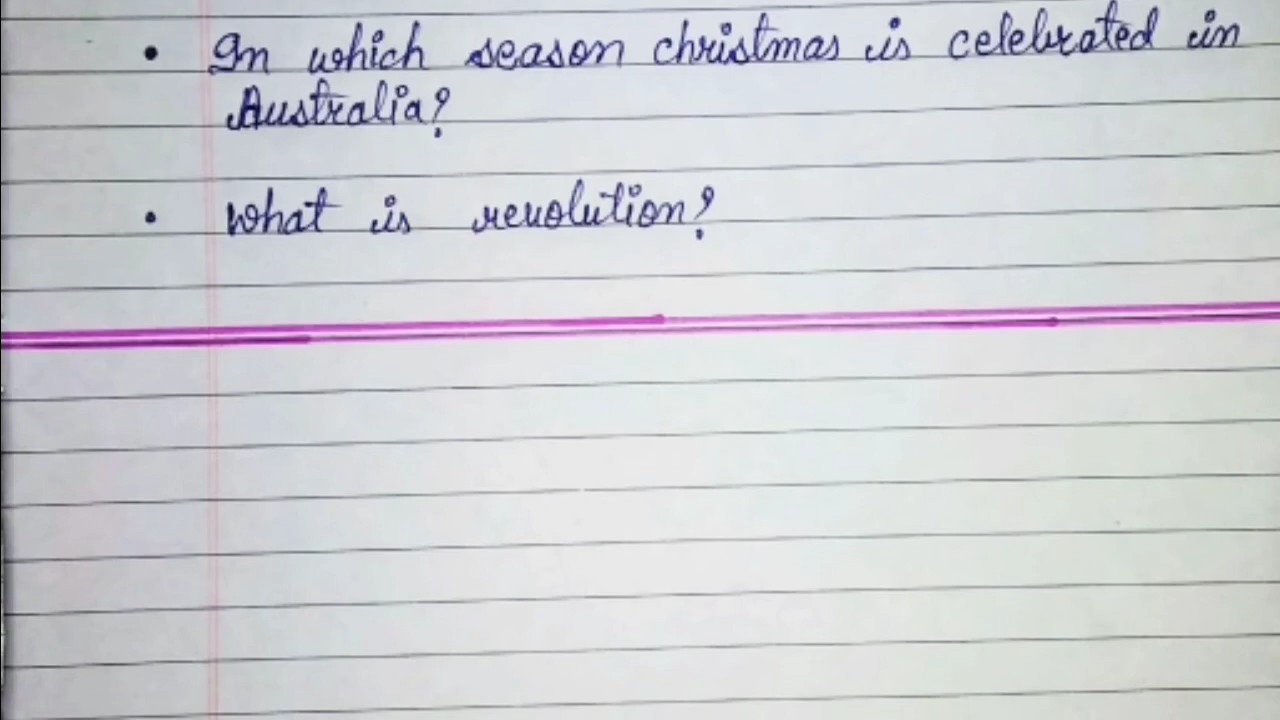 • In which season christmas is celebrated in
Australia?
• What is revolution?